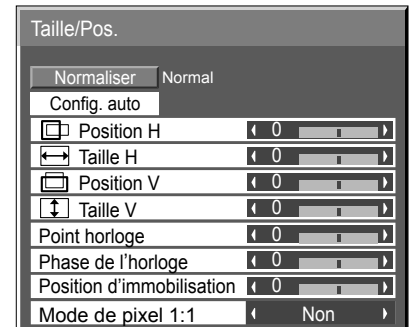 Taille/Pos.
Normaliser Normal
Config. auto
Position H 0
Taille H 0
Position V 0
Taille V 0
Point horloge 0
Phase de l'horloge 0
Position d'immobilisation 0
Mode de pixel 1:1 Non